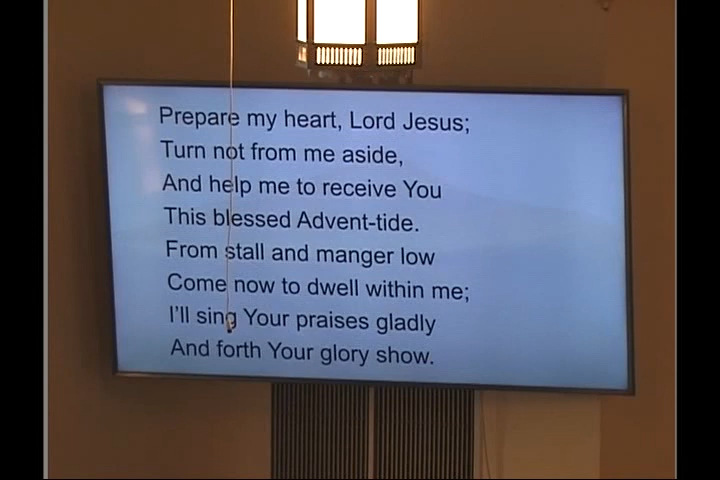 Prepare my heart, Lord Jesus;
Turn not from me aside,
And help me to receive You
This blessed Advent-tide.
From stall and manger low
Come now to dwell within me;
I'll sing Your praises gladly
And forth Your glory show.